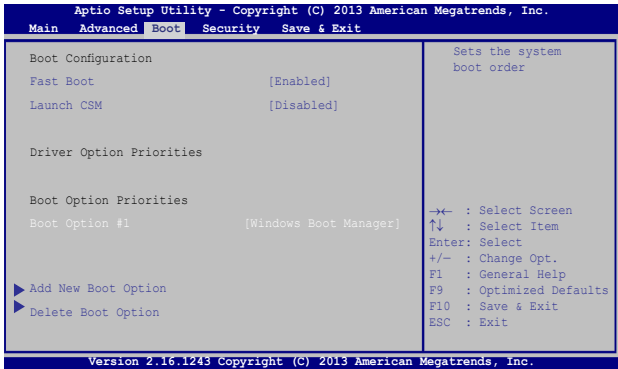 Aptio Setup Utility - Copyright (C) 2013 American Megatrends, Inc.
Main Advanced Boot Security Save & Exit
Boot Configuration
Fast Boot [Enabled]
Launch CSM [Disabled]
Driver Option Priorities
Boot Option Priorities
Boot Option #1 [Windows Boot Manager]
Add New Boot Option
Delete Boot Option
Sets the system
boot order
→← : Select Screen
↑↓ : Select Item
Enter: Select
+/— : Change Opt.
F1 : General Help
F9 : Optimized Defaults
F10 : Save & Exit
ESC : Exit
Version 2.16.1243 Copyright (C) 2013 American Megatrends, Inc.